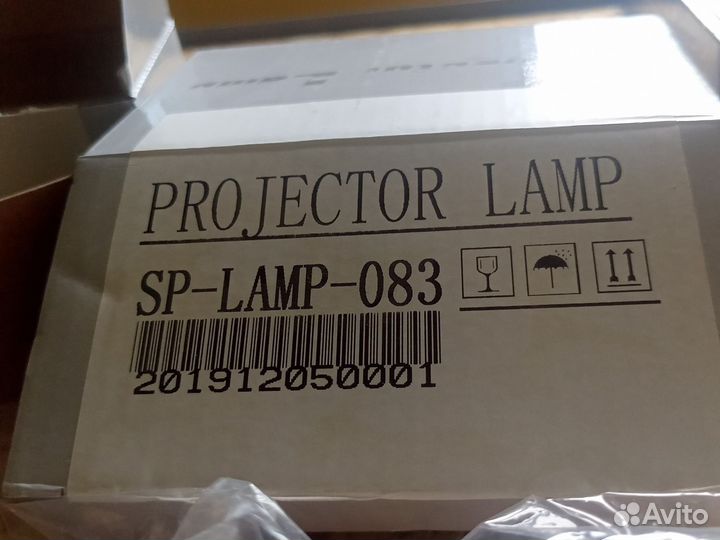 PROJECTOR LAMP
SP-LAMP-083
201912050001
Avito